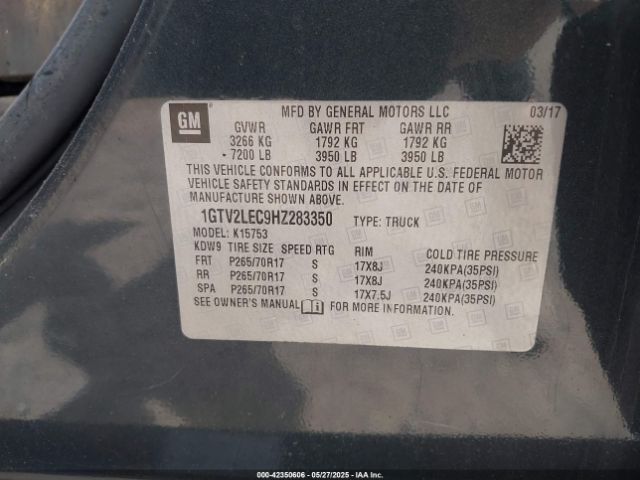 GM
MFD BY GENERAL MOTORS LLC 03/17
GVWR GAWR FRT GAWR RR
3266 KG 1792 KG 1792 KG
7200 LB 3950 LB 3950 LB
THIS VEHICLE CONFORMS TO ALL APPLICABLE U.S. FEDERAL MOTOR
VEHICLE SAFETY STANDARDS IN EFFECT ON THE DATE OF
MANUFACTURE SHOWN ABOVE.
1GTV2LEC9HZ283350 TYPE: TRUCK
MODEL: K15753
KDW9 TIRE SIZE SPEED RTG RIM COLD TIRE PRESSURE
FRT P265/70R17 S 17X8J 240KPA(35PSI)
RR P265/70R17 S 17X8J 240KPA(35PSI)
SPA P265/70R17 S 17X7.5J 240KPA(35PSI)
SEE OWNER'S MANUAL FOR MORE INFORMATION.
000-42350606 - 05/27/2025 - IAAI.com